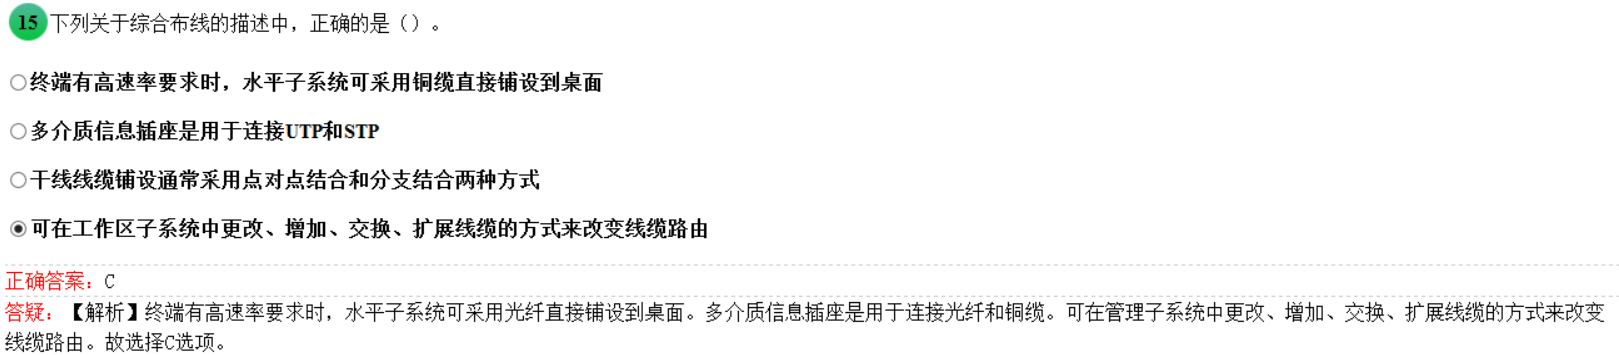 15 下列关于综合布线的描述中，正确的是（）。
终端有高速率要求时，水平子系统可采用铜缆直接铺设到桌面
多介质信息插座是用于连接UTP和STP
干线线缆铺设通常采用点对点结合和分支结合两种方式
可在工作区子系统中更改、增加、交换、扩展线缆的方式来改变线缆路由
正确答案：C
答疑：【解析】终端有高速率要求时，水平子系统可采用光纤直接铺设到桌面。多介质信息插座是用于连接光纤和铜缆。可在管理子系统中更改、增加、交换、扩展线缆的方式来改变
线缆路由。故选择C选项。